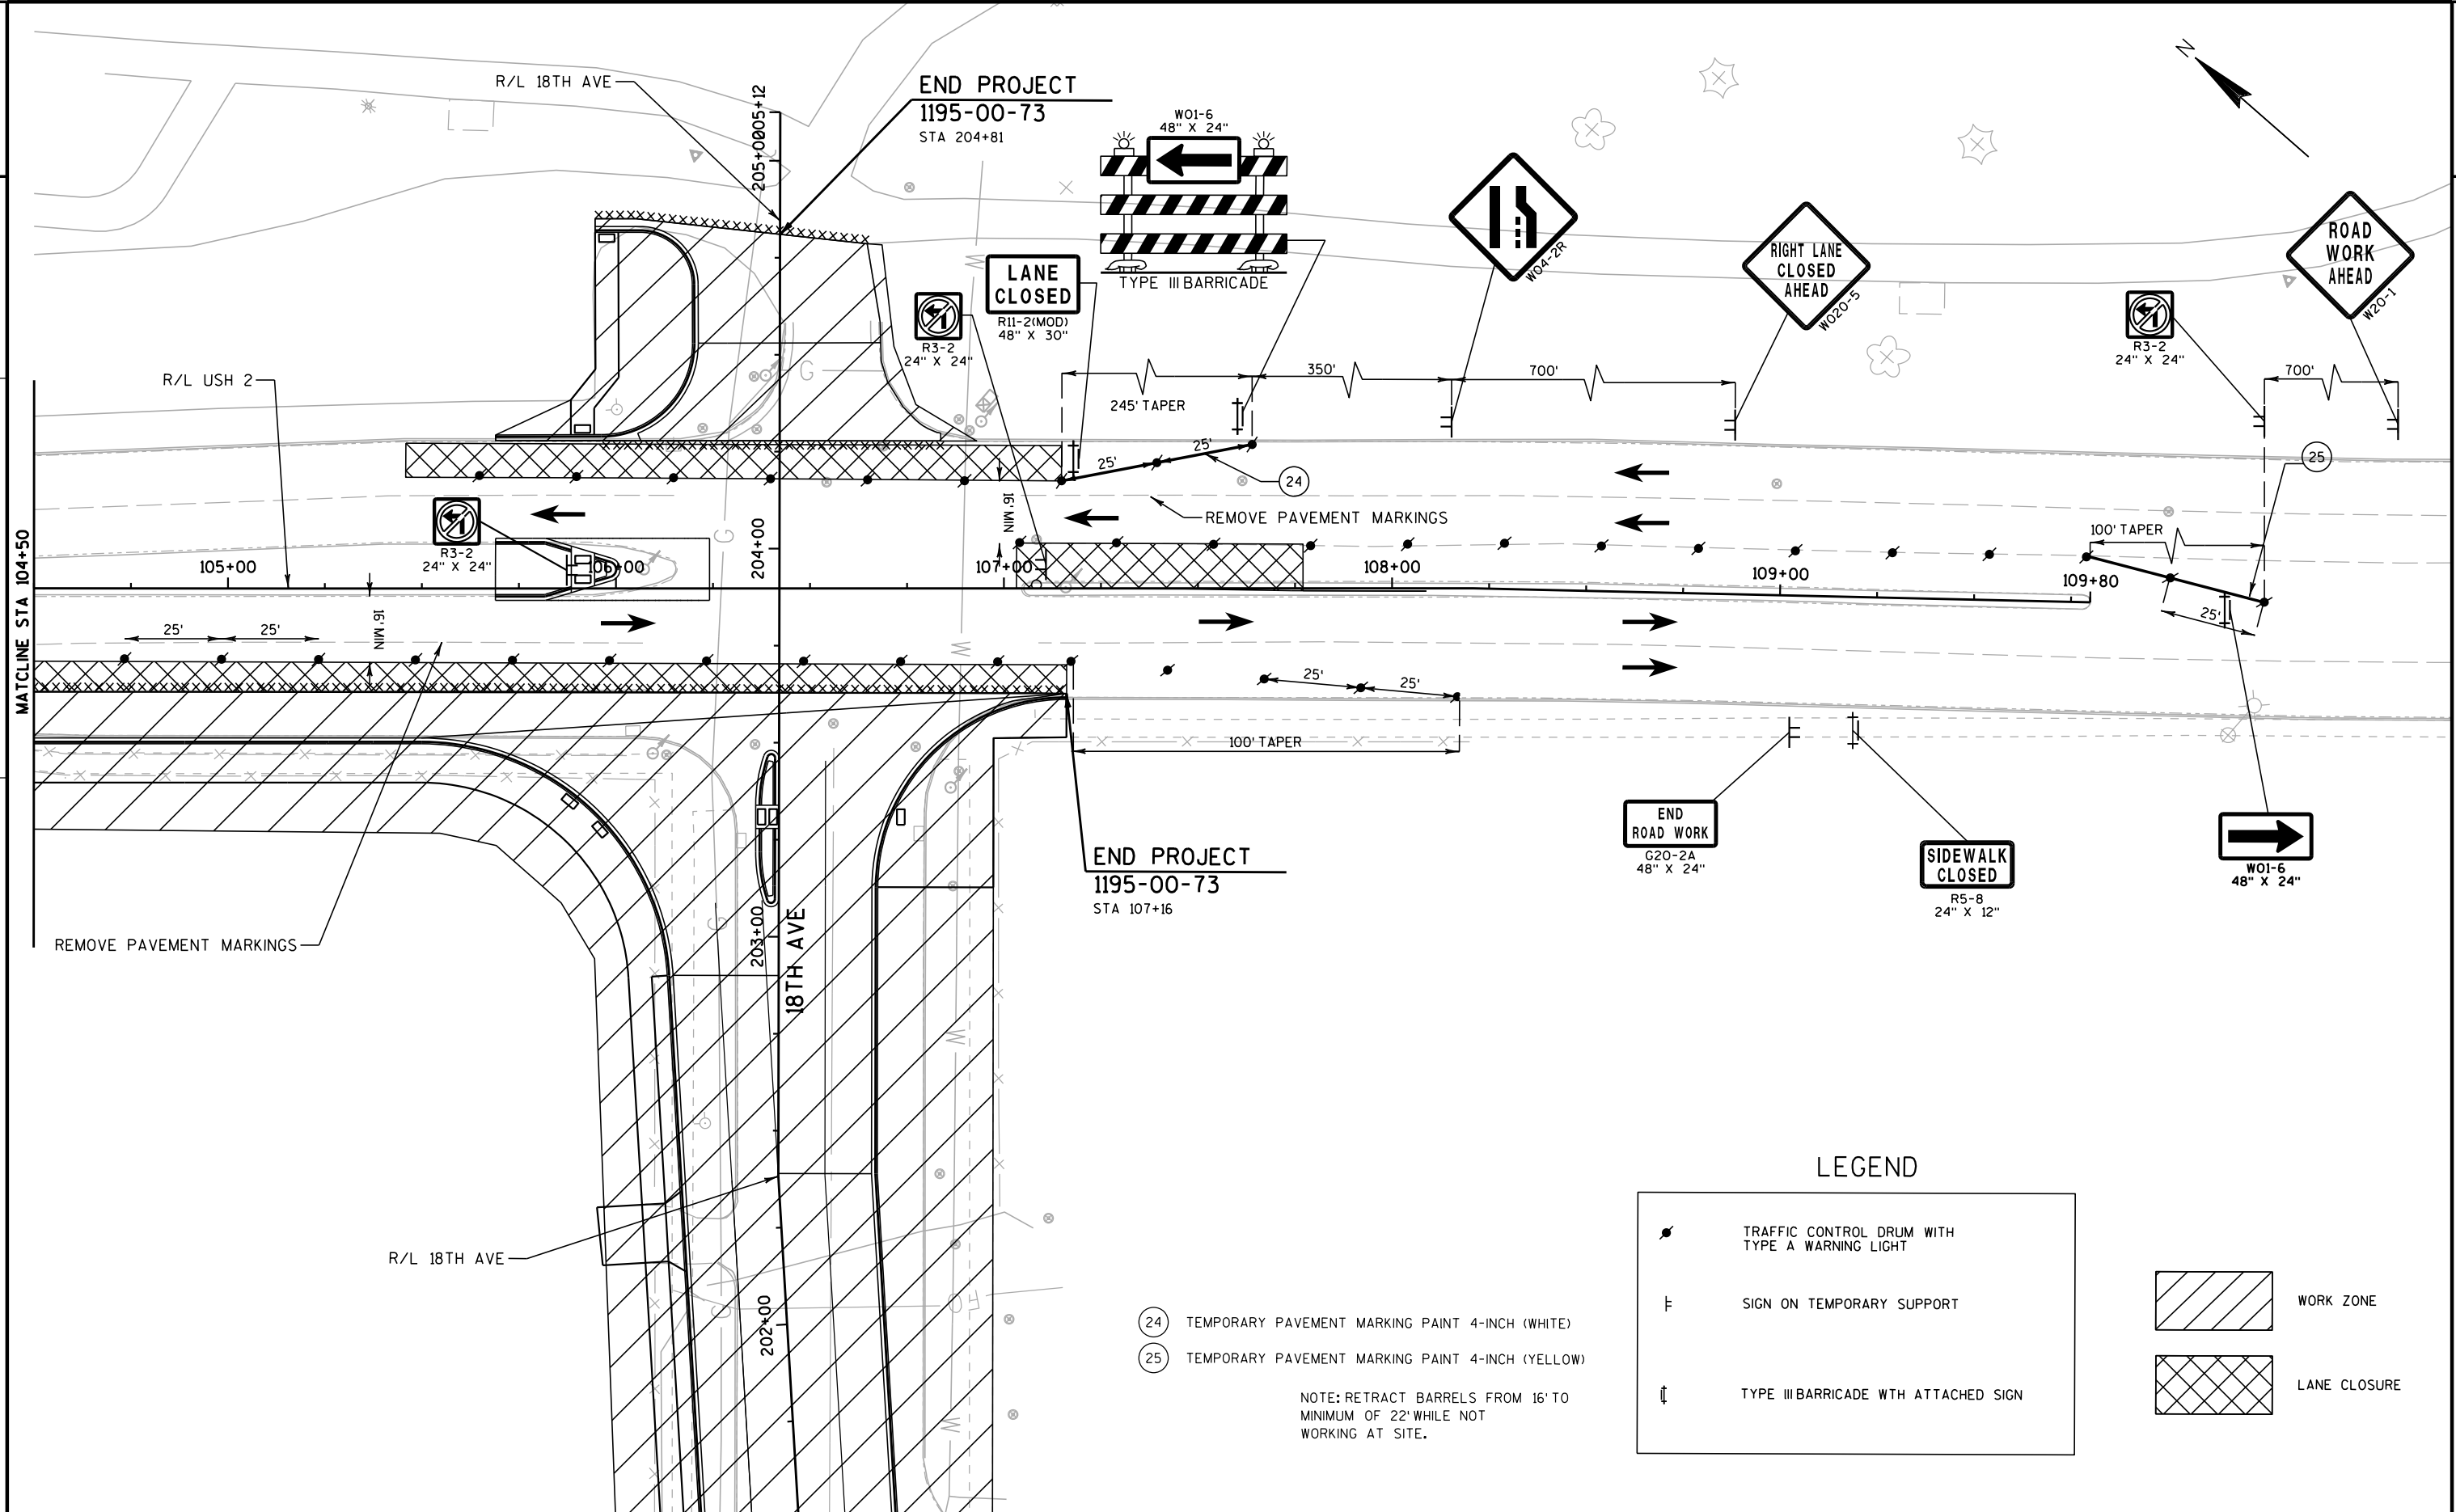 N
R/L 18TH AVE
205+12
205+00
END PROJECT
1195-00-73
STA 204+81
W01-6
48" X 24"
TYPE III BARRICADE
LANE
CLOSED
R11-2(MOD)
48" X 30"
R3-2
24" X 24"
W04-2R
RIGHT LANE
CLOSED
AHEAD
W020-5
ROAD
WORK
AHEAD
W20-1
R3-2
24" X 24"
R/L USH 2
G
245' TAPER
350'
700'
700'
25'
25'
24
25
REMOVE PAVEMENT MARKINGS
16' MIN
100' TAPER
25'
R3-2
24" X 24"
G
W
W
204+00
MATCLINE STA 104+50
105+00
106+00
107+00
108+00
109+00
109+80
25'
25'
16' MIN
25'
25'
100' TAPER
END
ROAD WORK
G20-2A
48" X 24"
SIDEWALK
CLOSED
R5-8
24" X 12"
W01-6
48" X 24"
END PROJECT
1195-00-73
STA 107+16
REMOVE PAVEMENT MARKINGS
203+00
18TH AVE
G
W
R/L 18TH AVE
202+00
G
W
LEGEND
TRAFFIC CONTROL DRUM WITH
TYPE A WARNING LIGHT
SIGN ON TEMPORARY SUPPORT
TYPE III BARRICADE WTH ATTACHED SIGN
WORK ZONE
LANE CLOSURE
24 TEMPORARY PAVEMENT MARKING PAINT 4-INCH (WHITE)
25 TEMPORARY PAVEMENT MARKING PAINT 4-INCH (YELLOW)
NOTE: RETRACT BARRELS FROM 16' TO
MINIMUM OF 22' WHILE NOT
WORKING AT SITE.